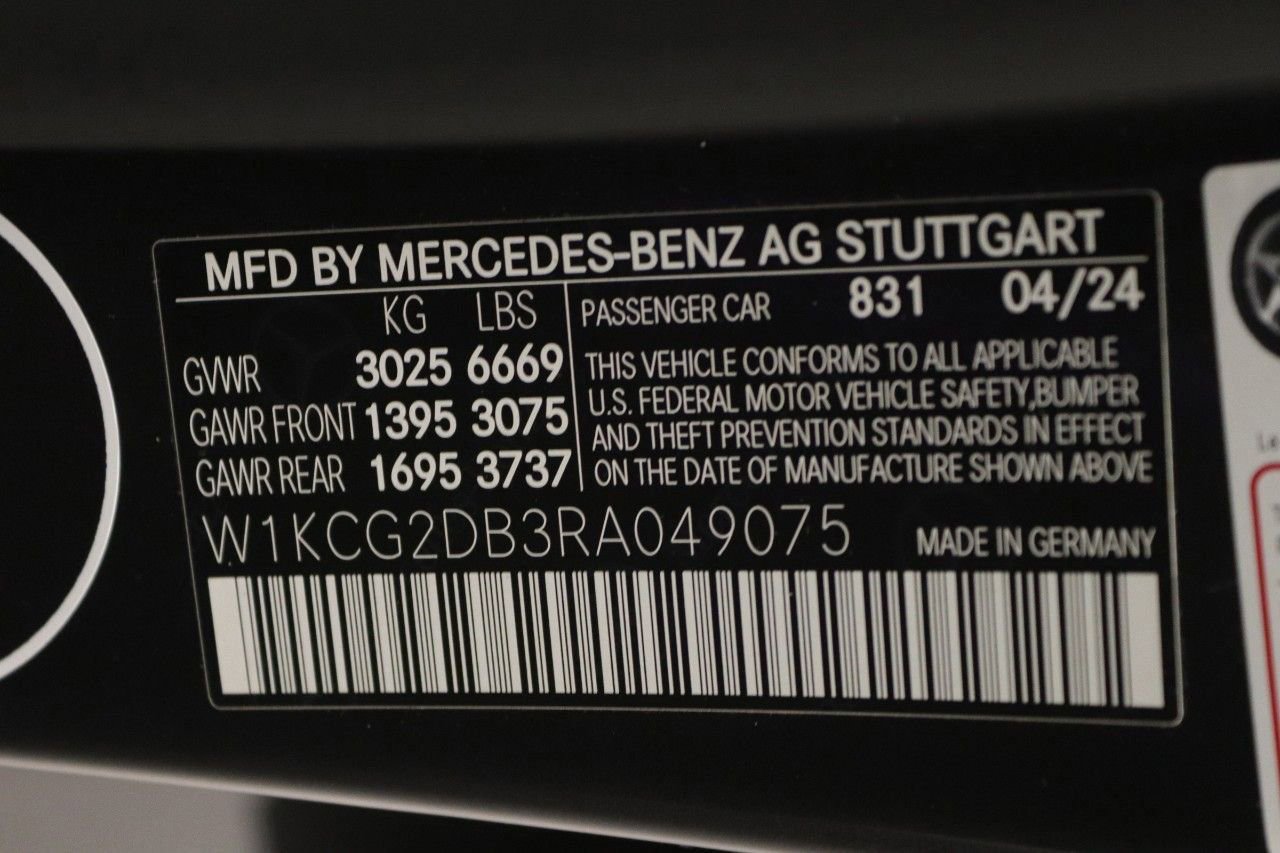 MFD BY MERCEDES-BENZ AG STUTTGART
KG LBS
GVWR 3025 6669
GAWR FRONT 1395 3075
GAWR REAR 1695 3737
PASSENGER CAR 831 04/24
THIS VEHICLE CONFORMS TO ALL APPLICABLE
U.S. FEDERAL MOTOR VEHICLE SAFETY,BUMPER
AND THEFT PREVENTION STANDARDS IN EFFECT
ON THE DATE OF MANUFACTURE SHOWN ABOVE
W1KCG2DB3RA049075
MADE IN GERMANY